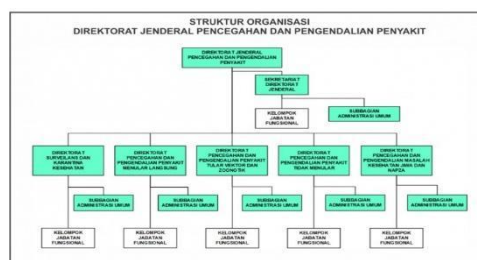 STRUKTUR ORGANISASI
DIREKTORAT JENDERAL PENCEGAHAN DAN PENGENDALIAN PENYAKIT
DIREKTORAT JENDERAL
PENCEGAHAN DAN PENGENDALIAN
PENYAKIT
SEKRETARIAT
DIREKTORAT
JENDERAL
KELOMPOK
JABATAN
FUNGSIONAL
SUBBAGIAN
ADMINISTRASI UMUM
DIREKTORAT
SURVEILANS DAN
KARANTINA
KESEHATAN
DIREKTORAT
PENCEGAHAN DAN
PENGENDALIAN PENYAKIT
MENULAR LANGSUNG
DIREKTORAT
PENCEGAHAN DAN
PENGENDALIAN PENYAKIT
TULAR VEKTOR DAN
ZOONOTIK
DIREKTORAT
PENCEGAHAN DAN
PENGENDALIAN PENYAKIT
TIDAK MENULAR
DIREKTORAT
PENCEGAHAN DAN
PENGENDALIAN MASALAH
KESEHATAN JIWA DAN
NAPZA
SUBBAGIAN
ADMINISTRASI UMUM
SUBBAGIAN
ADMINISTRASI UMUM
SUBBAGIAN
ADMINISTRASI UMUM
SUBBAGIAN
ADMINISTRASI UMUM
SUBBAGIAN
ADMINISTRASI UMUM
KELOMPOK
JABATAN
FUNGSIONAL
KELOMPOK
JABATAN
FUNGSIONAL
KELOMPOK
JABATAN
FUNGSIONAL
KELOMPOK
JABATAN
FUNGSIONAL
KELOMPOK
JABATAN
FUNGSIONAL